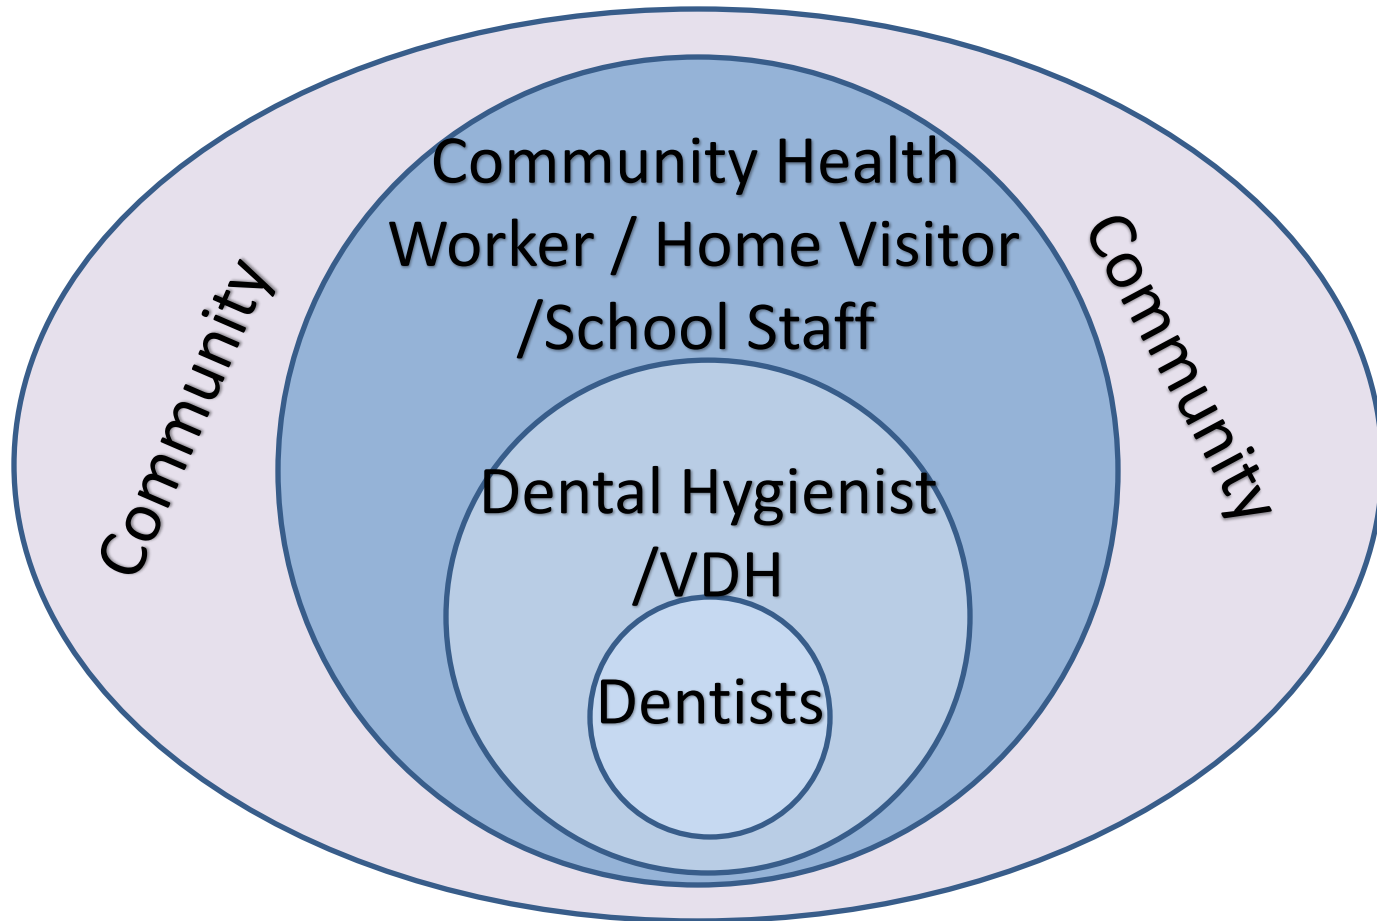 Community Health
Worker / Home Visitor
/School Staff
Community
Community
Dental Hygienist
/VDH
Dentists